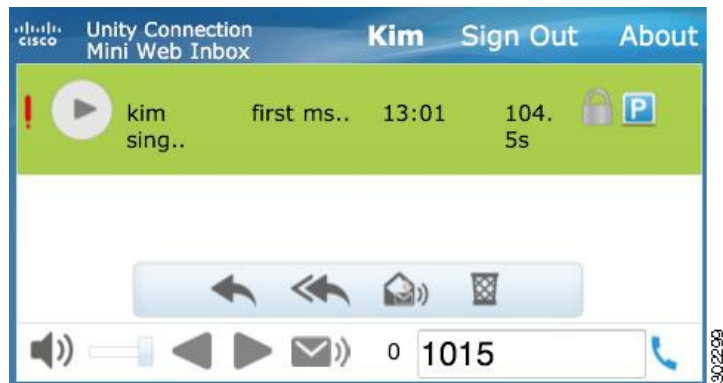 cisco
Unity Connection
Mini Web Inbox
Kim Sign Out About
! kim first ms.. 13:01 104. P
sing.. 5s
0 1015
302299